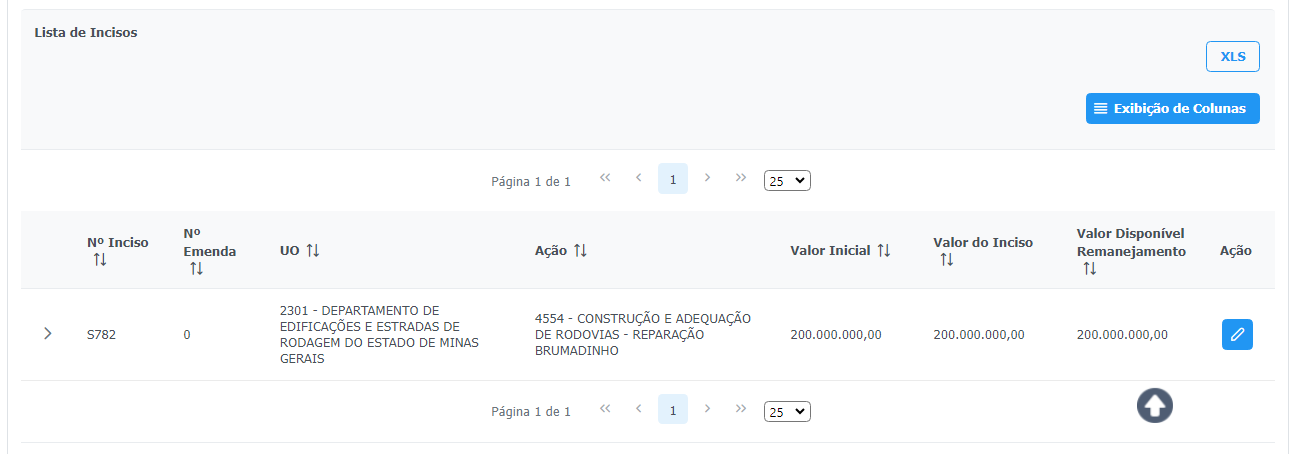 Lista de Incisos
XLS
Exibição de Colunas
Página 1 de 1 1 25
Nº Inciso
Nº
Emenda
UO
Ação
Valor Inicial
Valor do Inciso
Valor Disponível
Remanejamento
Ação
S782
0
2301 - DEPARTAMENTO DE
EDIFICAÇÕES E ESTRADAS DE
RODAGEM DO ESTADO DE MINAS
GERAIS
4554 - CONSTRUÇÃO E ADEQUAÇÃO
DE RODOVIAS - REPARAÇÃO
BRUMADINHO
200.000.000,00
200.000.000,00
200.000.000,00
Página 1 de 1 1 25